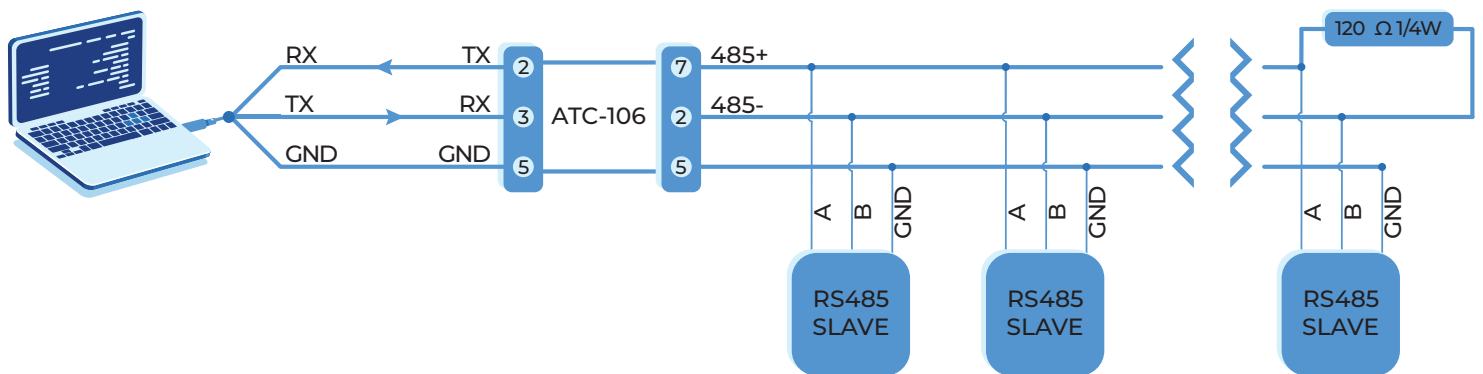 120 Ω 1/4W
RX TX 2 7 485+
TX RX 3 ATC-106 2 485-
GND GND 5 5
A B GND A B GND A B GND
RS485 RS485 RS485
SLAVE SLAVE SLAVE